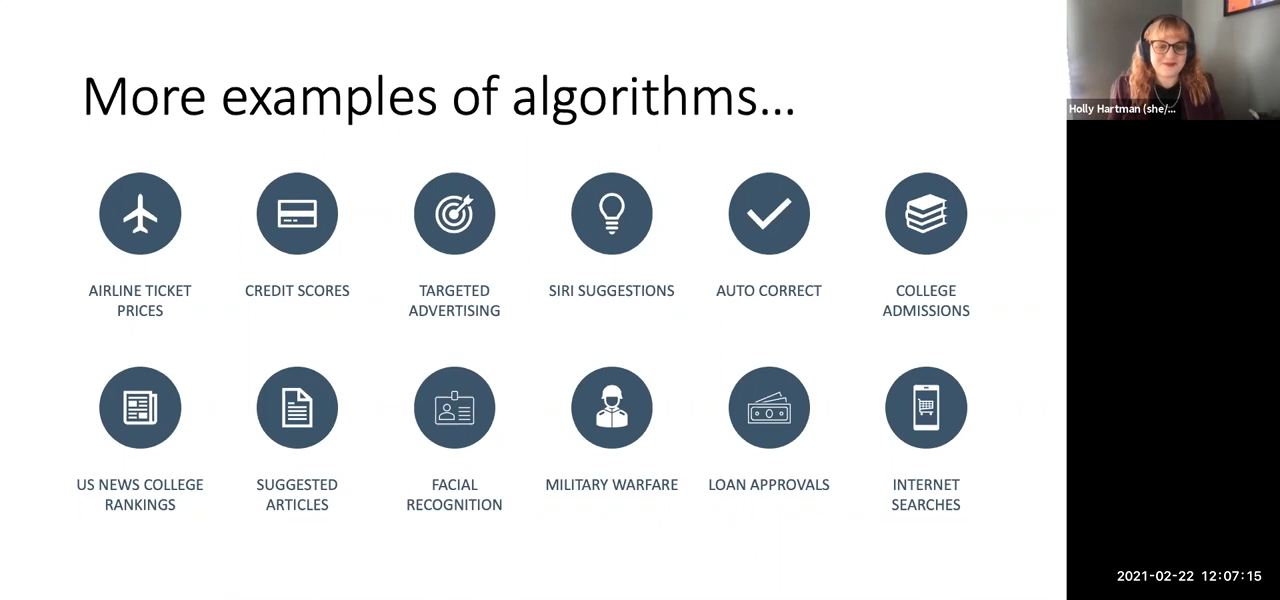 More examples of algorithms...
AIRLINE TICKET
PRICES
CREDIT SCORES
TARGETED
ADVERTISING
SIRI SUGGESTIONS
AUTO CORRECT
COLLEGE
ADMISSIONS
US NEWS COLLEGE
RANKINGS
SUGGESTED
ARTICLES
FACIAL
RECOGNITION
MILITARY WARFARE
LOAN APPROVALS
INTERNET
SEARCHES
Holly Hartman (she/...
2021-02-22 12:07:15